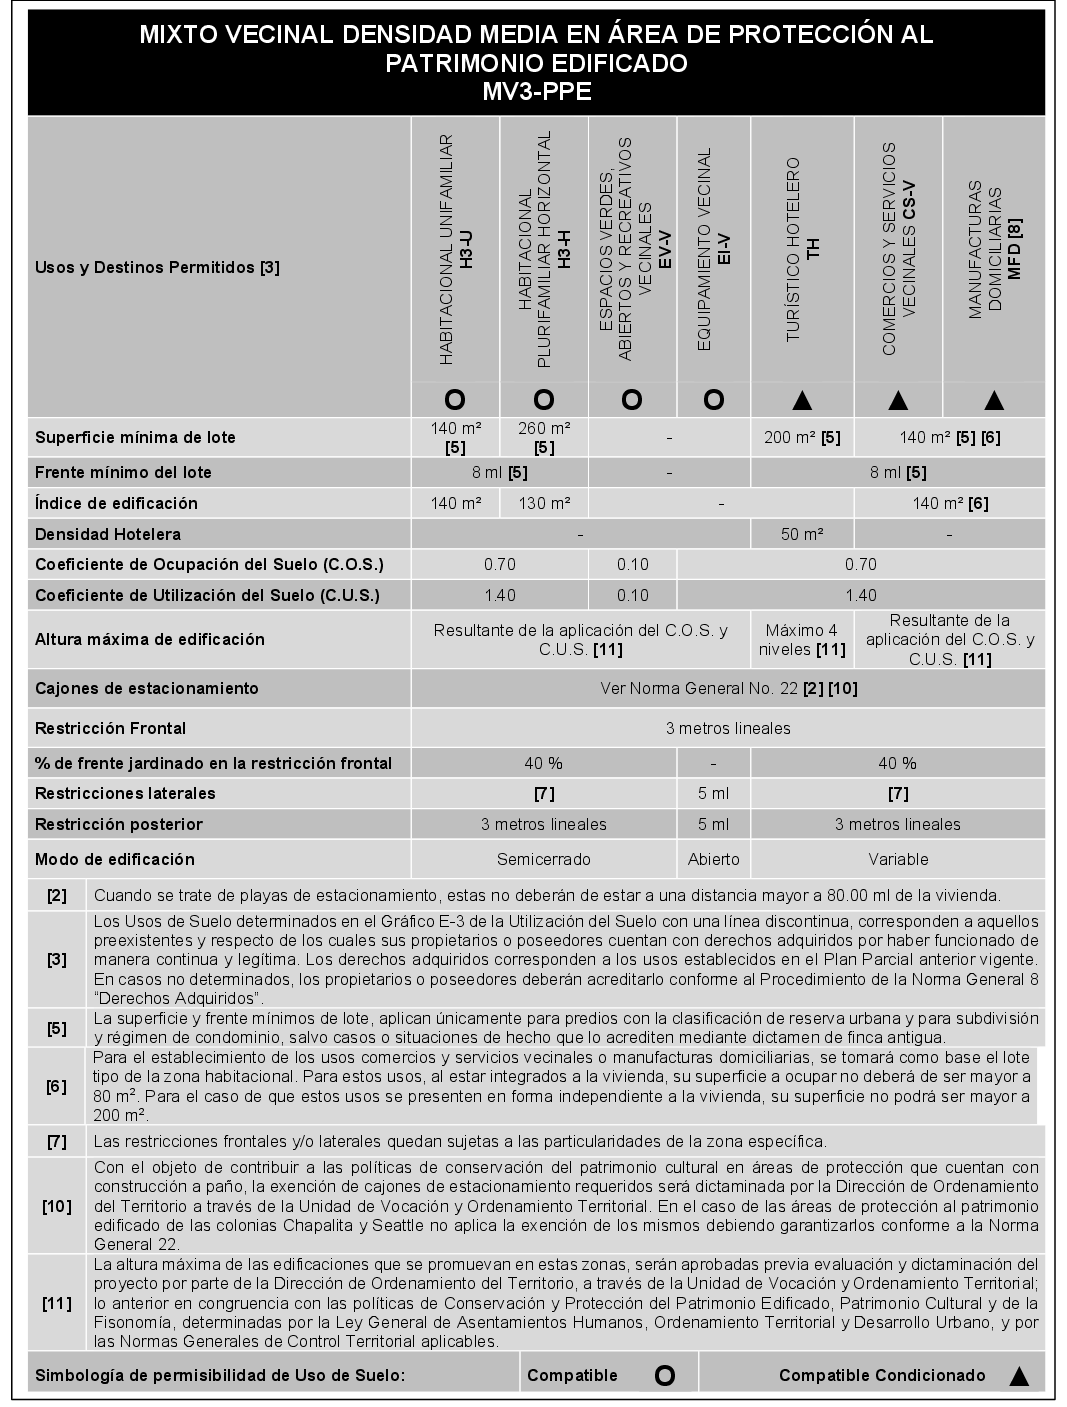 MIXTO VECINAL DENSIDAD MEDIA EN ÁREA DE PROTECCIÓN AL
PATRIMONIO EDIFICADO
MV3-PPE
Usos y Destinos Permitidos [3]
HABITACIONAL UNIFAMILIAR
H3-U
HABITACIONAL
PLURIFAMILIAR HORIZONTAL
H3-H
ESPACIOS VERDES,
ABIERTOS Y RECREATIVOS
VECINALES
EV-V
EQUIPAMIENTO VECINAL
EI-V
TURÍSTICO HOTELERO
TH
COMERCIOS Y SERVICIOS
VECINALES CS-V
MANUFACTURAS
DOMICILIARIAS
MFD [8]
O O O O ▲ ▲ ▲
Superficie mínima de lote 140 m² [5] 260 m² [5] - 200 m² [5] 140 m² [5] [6]
Frente mínimo del lote 8 ml [5] - 8 ml [5]
Índice de edificación 140 m² 130 m² - 140 m² [6]
Densidad Hotelera - 50 m² -
Coeficiente de Ocupación del Suelo (C.O.S.) 0.70 0.10 0.70
Coeficiente de Utilización del Suelo (C.U.S.) 1.40 0.10 1.40
Altura máxima de edificación Resultante de la aplicación del C.O.S. y C.U.S. [11] Máximo 4 niveles [11] Resultante de la aplicación del C.O.S. y C.U.S. [11]
Cajones de estacionamiento Ver Norma General No. 22 [2] [10]
Restricción Frontal 3 metros lineales
% de frente jardinado en la restricción frontal 40 % - 40 %
Restricciones laterales [7] 5 ml [7]
Restricción posterior 3 metros lineales 5 ml 3 metros lineales
Modo de edificación Semicerrado Abierto Variable
[2] Cuando se trate de playas de estacionamiento, estas no deberán de estar a una distancia mayor a 80.00 ml de la vivienda.
[3] Los Usos de Suelo determinados en el Gráfico E-3 de la Utilización del Suelo con una línea discontinua, corresponden a aquellos
preexistentes y respecto de los cuales sus propietarios o poseedores cuentan con derechos adquiridos por haber funcionado de
manera continua y legítima. Los derechos adquiridos corresponden a los usos establecidos en el Plan Parcial anterior vigente.
En casos no determinados, los propietarios o poseedores deberán acreditarlo conforme al Procedimiento de la Norma General 8
“Derechos Adquiridos”.
[5] La superficie y frente mínimos de lote, aplican únicamente para predios con la clasificación de reserva urbana y para subdivisión
y régimen de condominio, salvo casos o situaciones de hecho que lo acrediten mediante dictamen de finca antigua.
[6] Para el establecimiento de los usos comercios y servicios vecinales o manufacturas domiciliarias, se tomará como base el lote
tipo de la zona habitacional. Para estos usos, al estar integrados a la vivienda, su superficie a ocupar no deberá de ser mayor a
80 m². Para el caso de que estos usos se presenten en forma independiente a la vivienda, su superficie no podrá ser mayor a
200 m².
[7] Las restricciones frontales y/o laterales quedan sujetas a las particularidades de la zona específica.
[10] Con el objeto de contribuir a las políticas de conservación del patrimonio cultural en áreas de protección que cuentan con
construcción a paño, la exención de cajones de estacionamiento requeridos será dictaminada por la Dirección de Ordenamiento
del Territorio a través de la Unidad de Vocación y Ordenamiento Territorial. En el caso de las áreas de protección al patrimonio
edificado de las colonias Chapalita y Seattle no aplica la exención de los mismos debiendo garantizarlos conforme a la Norma
General 22.
[11] La altura máxima de las edificaciones que se promuevan en estas zonas, serán aprobadas previa evaluación y dictaminación del
proyecto por parte de la Dirección de Ordenamiento del Territorio, a través de la Unidad de Vocación y Ordenamiento Territorial;
lo anterior en congruencia con las políticas de Conservación y Protección del Patrimonio Edificado, Patrimonio Cultural y de la
Fisonomía, determinadas por la Ley General de Asentamientos Humanos, Ordenamiento Territorial y Desarrollo Urbano, y por
las Normas Generales de Control Territorial aplicables.
Simbología de permisibilidad de Uso de Suelo: Compatible O Compatible Condicionado ▲